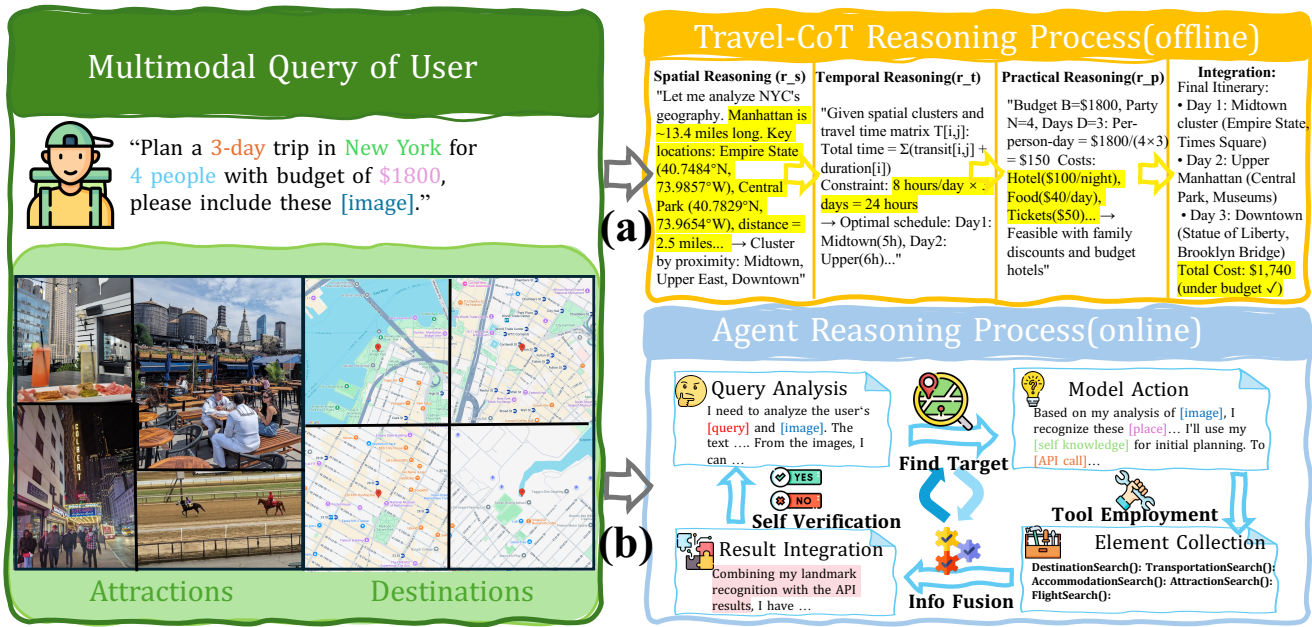 Multimodal Query of User
“Plan a 3-day trip in New York for
4 people with budget of $1800,
please include these [image].”
COLBERT
Attractions
Destinations
(a)
Travel-CoT Reasoning Process(offline)
Spatial Reasoning (r_s)
"Let me analyze NYC's
geography. Manhattan is
~13.4 miles long. Key
locations: Empire State
(40.7484°N,
73.9857°W), Central
Park (40.7829°N,
73.9654°W), distance =
2.5 miles... → Cluster
by proximity: Midtown,
Upper East, Downtown"
Temporal Reasoning(r_t)
"Given spatial clusters and
travel time matrix T[i,j]:
Total time = Σ(transit[i,j] +
duration[i])
Constraint: 8 hours/day ×
days = 24 hours
→ Optimal schedule: Day1:
Midtown(5h), Day2:
Upper(6h)..."
Practical Reasoning(r_p)
"Budget B=$1800, Party
N=4, Days D=3: Per-
person-day = $1800/(4×3)
= $150 Costs:
Hotel($100/night),
Food($40/day),
Tickets($50)... →
Feasible with family
discounts and budget
hotels"
Integration:
Final Itinerary:
• Day 1: Midtown
cluster (Empire State,
Times Square)
• Day 2: Upper
Manhattan (Central
Park, Museums)
• Day 3: Downtown
(Statue of Liberty,
Brooklyn Bridge)
Total Cost: $1,740
(under budget ✓)
(b)
Agent Reasoning Process(online)
Query Analysis
I need to analyze the user's
[query] and [image]. The
text .... From the images, I
can ...
Find Target
Model Action
Based on my analysis of [image], I
recognize these [place]... I'll use my
[self knowledge] for initial planning. To
[API call]...
YES
NO
Self Verification
Tool Employment
Result Integration
Combining my landmark
recognition with the API
results, I have ...
Info Fusion
Element Collection
DestinationSearch(): TransportationSearch():
AccommodationSearch(): AttractionSearch():
FlightSearch():